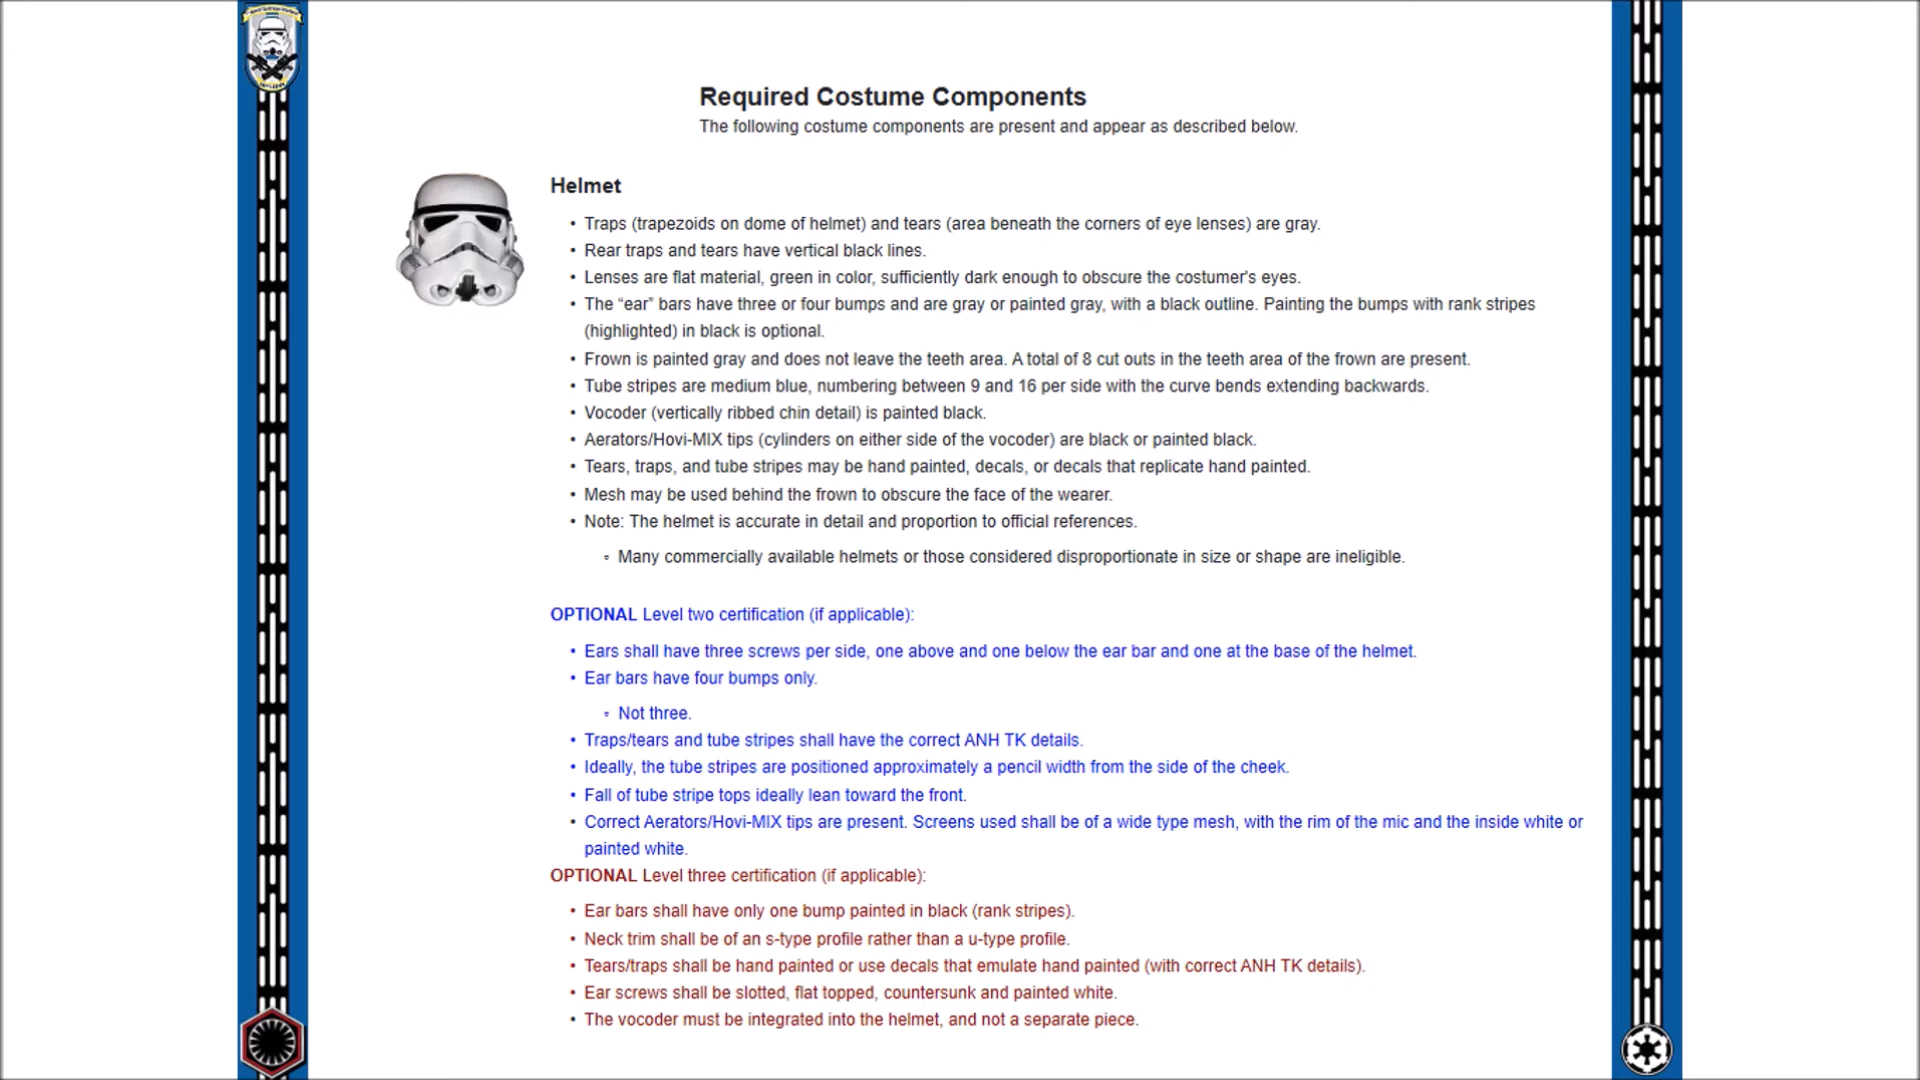 Required Costume Components
The following costume components are present and appear as described below.
Helmet
• Traps (trapezoids on dome of helmet) and tears (area beneath the corners of eye lenses) are gray.
• Rear traps and tears have vertical black lines.
• Lenses are flat material, green in color, sufficiently dark enough to obscure the costumer's eyes.
• The “ear” bars have three or four bumps and are gray or painted gray, with a black outline. Painting the bumps with rank stripes
(highlighted) in black is optional.
• Frown is painted gray and does not leave the teeth area. A total of 8 cut outs in the teeth area of the frown are present.
• Tube stripes are medium blue, numbering between 9 and 16 per side with the curve bends extending backwards.
• Vocoder (vertically ribbed chin detail) is painted black.
• Aerators/Hovi-MIX tips (cylinders on either side of the vocoder) are black or painted black.
• Tears, traps, and tube stripes may be hand painted, decals, or decals that replicate hand painted.
• Mesh may be used behind the frown to obscure the face of the wearer.
• Note: The helmet is accurate in detail and proportion to official references.
◦ Many commercially available helmets or those considered disproportionate in size or shape are ineligible.
OPTIONAL Level two certification (if applicable):
• Ears shall have three screws per side, one above and one below the ear bar and one at the base of the helmet.
• Ear bars have four bumps only.
◦ Not three.
• Traps/tears and tube stripes shall have the correct ANH TK details.
• Ideally, the tube stripes are positioned approximately a pencil width from the side of the cheek.
• Fall of tube stripe tops ideally lean toward the front.
• Correct Aerators/Hovi-MIX tips are present. Screens used shall be of a wide type mesh, with the rim of the mic and the inside white or
painted white.
OPTIONAL Level three certification (if applicable):
• Ear bars shall have only one bump painted in black (rank stripes).
• Neck trim shall be of an s-type profile rather than a u-type profile.
• Tears/traps shall be hand painted or use decals that emulate hand painted (with correct ANH TK details).
• Ear screws shall be slotted, flat topped, countersunk and painted white.
• The vocoder must be integrated into the helmet, and not a separate piece.